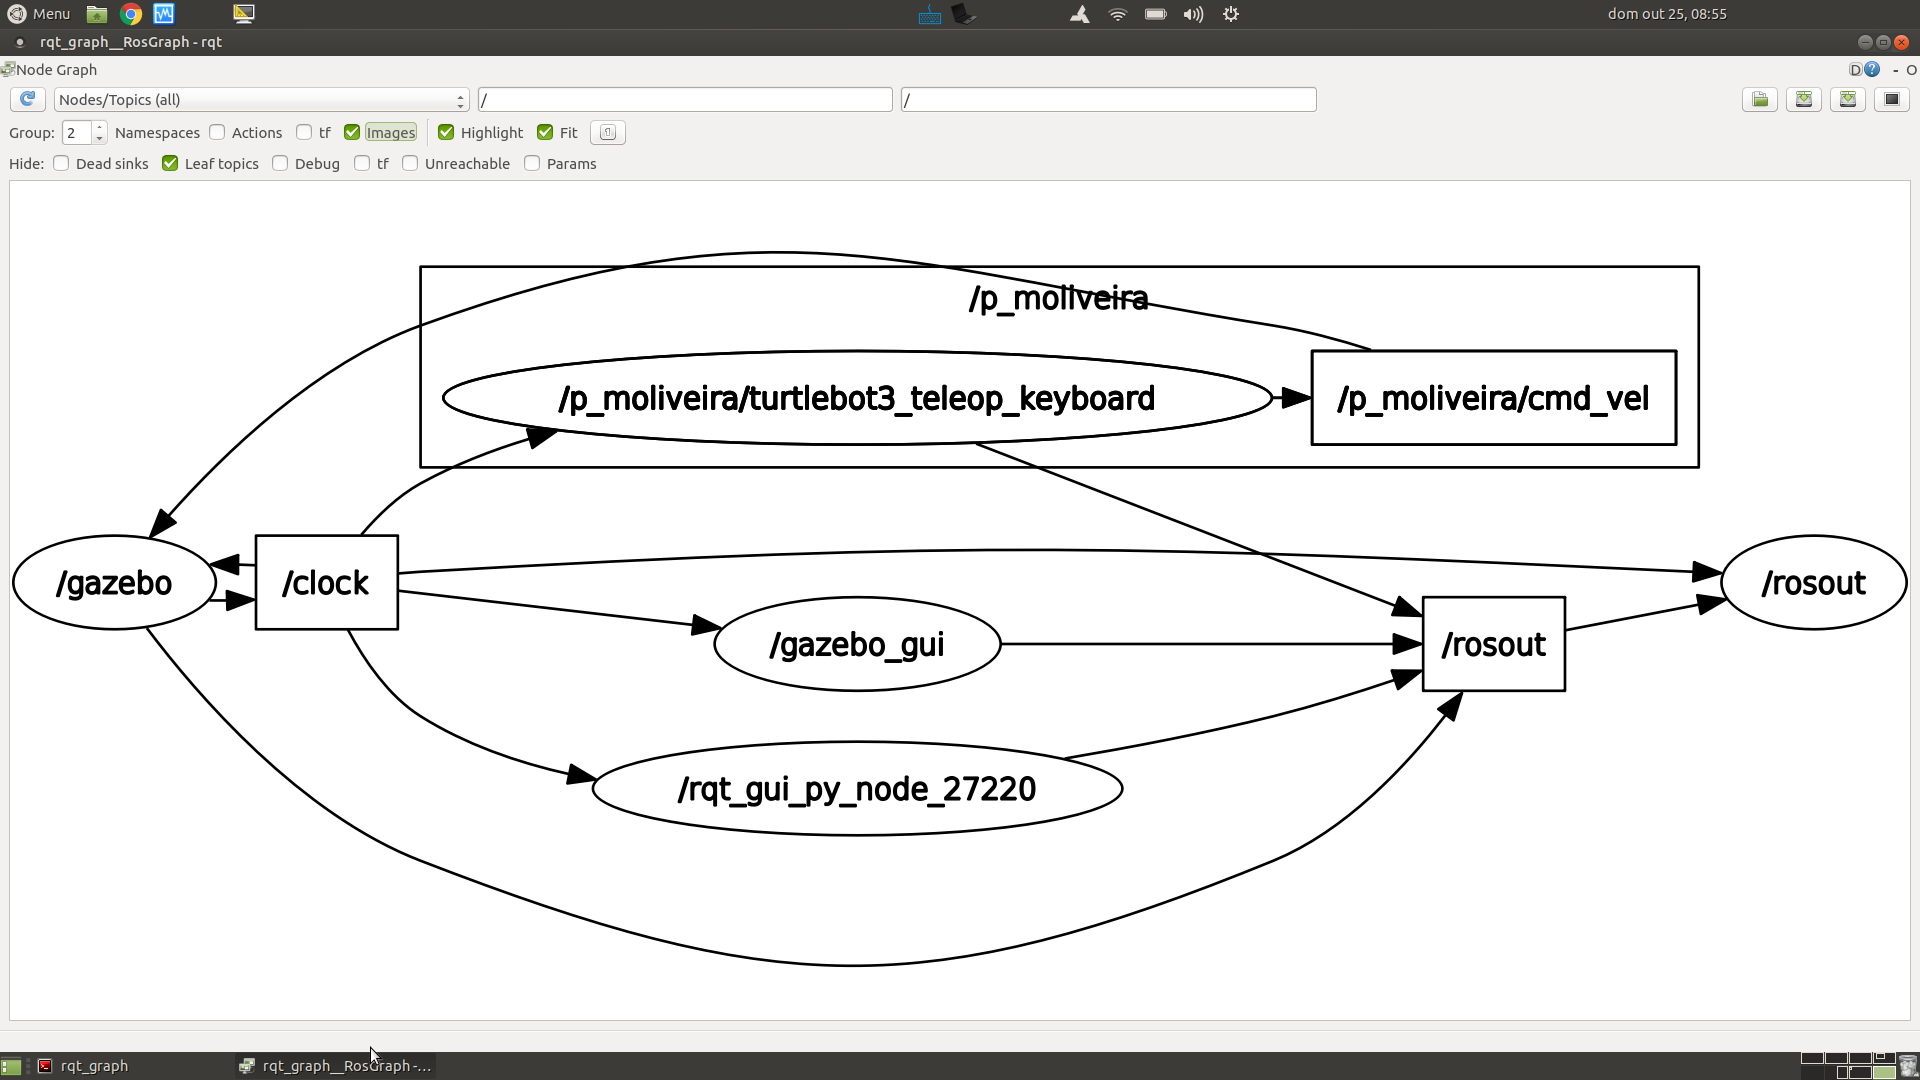 Menu
dom out 25, 08:55
rqt_graph__RosGraph - rqt
Node Graph
D
- O
Nodes/Topics (all)
/
/
Group: 2 Namespaces Actions tf Images Highlight Fit
Hide: Dead sinks Leaf topics Debug tf Unreachable Params
/p_moliveira
/p_moliveira/turtlebot3_teleop_keyboard
/p_moliveira/cmd_vel
/gazebo
/clock
/rosout
/gazebo_gui
/rosout
/rqt_gui_py_node_27220
rqt_graph
rqt_graph__RosGraph -...